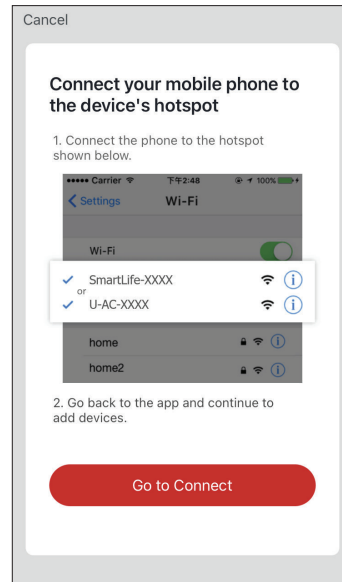 Cancel
Connect your mobile phone to
the device's hotspot
1. Connect the phone to the hotspot
shown below.
Carrier 下午2:48 100%
Settings Wi-Fi
Wi-Fi
SmartLife-XXXX
or
U-AC-XXXX
home
home2
2. Go back to the app and continue to
add devices.
Go to Connect